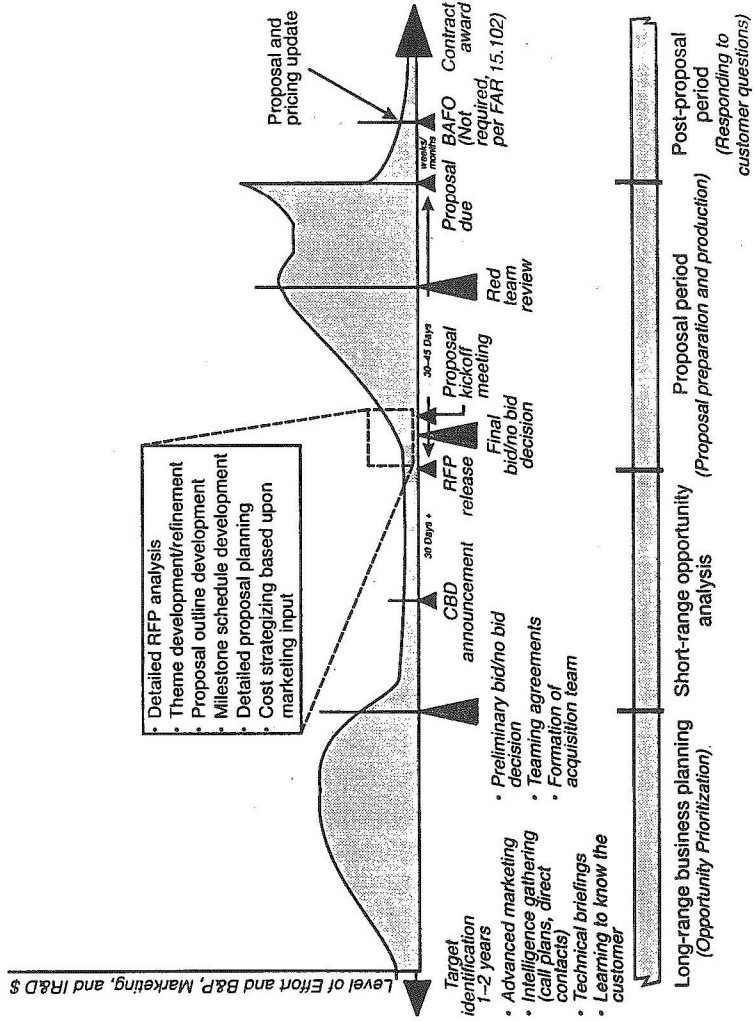 Level of Effort and B&P, Marketing, and IR&D $
• Detailed RFP analysis
• Theme development/refinement
• Proposal outline development
• Milestone schedule development
• Detailed proposal planning
• Cost strategizing based upon
marketing input
Proposal and
pricing update
Target
identification
1–2 years
• Advanced marketing
• Intelligence gathering
(call plans, direct
contacts)
• Technical briefings
• Learning to know the
customer
• Preliminary bid/no bid
decision
• Teaming agreements
• Formation of
acquisition team
CBD
announcement
30 Days +
RFP
release
Final
bid/no bid
decision
Proposal
kickoff
meeting
30–45 Days
Red
team
review
Proposal
due
weeks/
months
BAFO
(Not
required,
per FAR 15.102)
Contract
award
Long-range business planning
(Opportunity Prioritization).
Short-range opportunity
analysis
Proposal period
(Proposal preparation and production)
Post-proposal
period
(Responding to
customer questions)